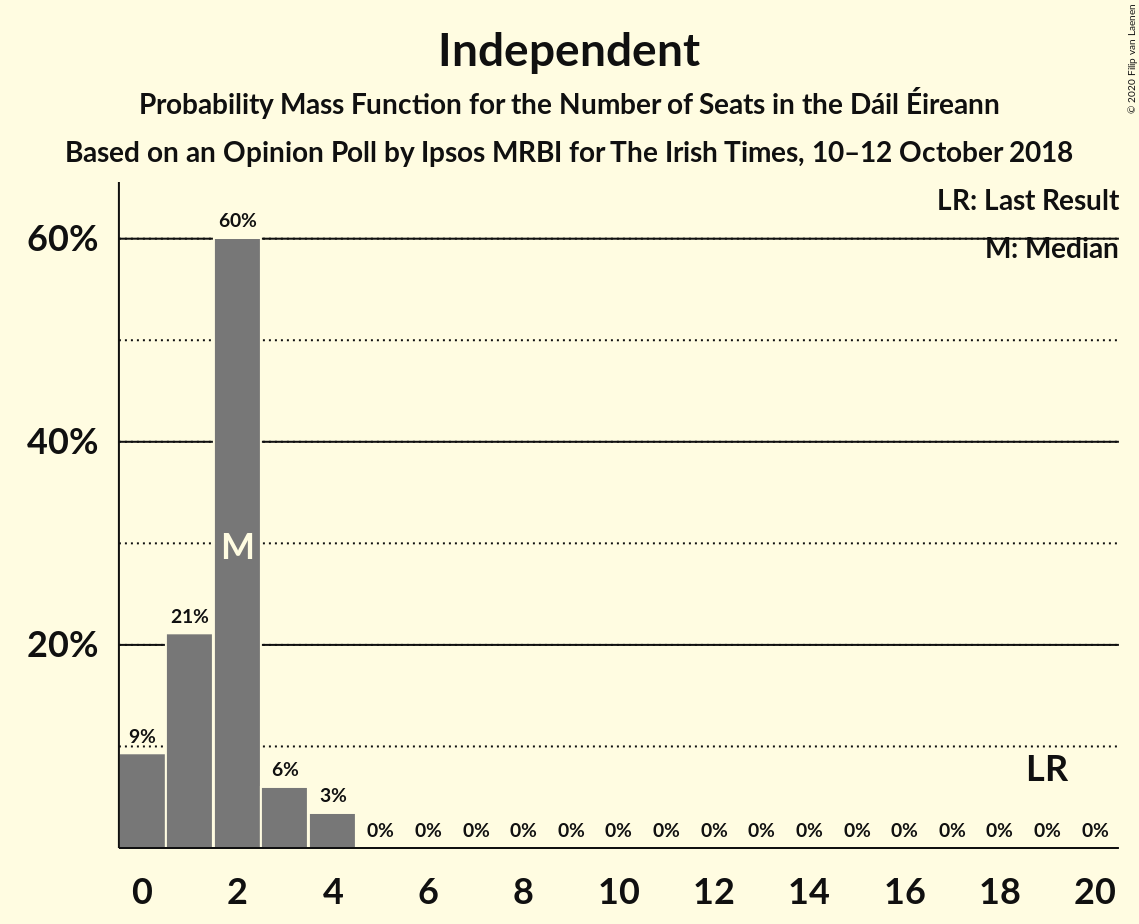 Independent
Probability Mass Function for the Number of Seats in the Dáil Éireann
Based on an Opinion Poll by Ipsos MRBI for The Irish Times, 10–12 October 2018
© 2020 Filip van Laenen
LR: Last Result
M: Median
60%
40%
20%
9%
21%
60%
M
6%
3%
0% 0% 0% 0% 0% 0% 0% 0% 0% 0% 0% 0% 0% 0% 0% 0%
LR
0 2 4 6 8 10 12 14 16 18 20